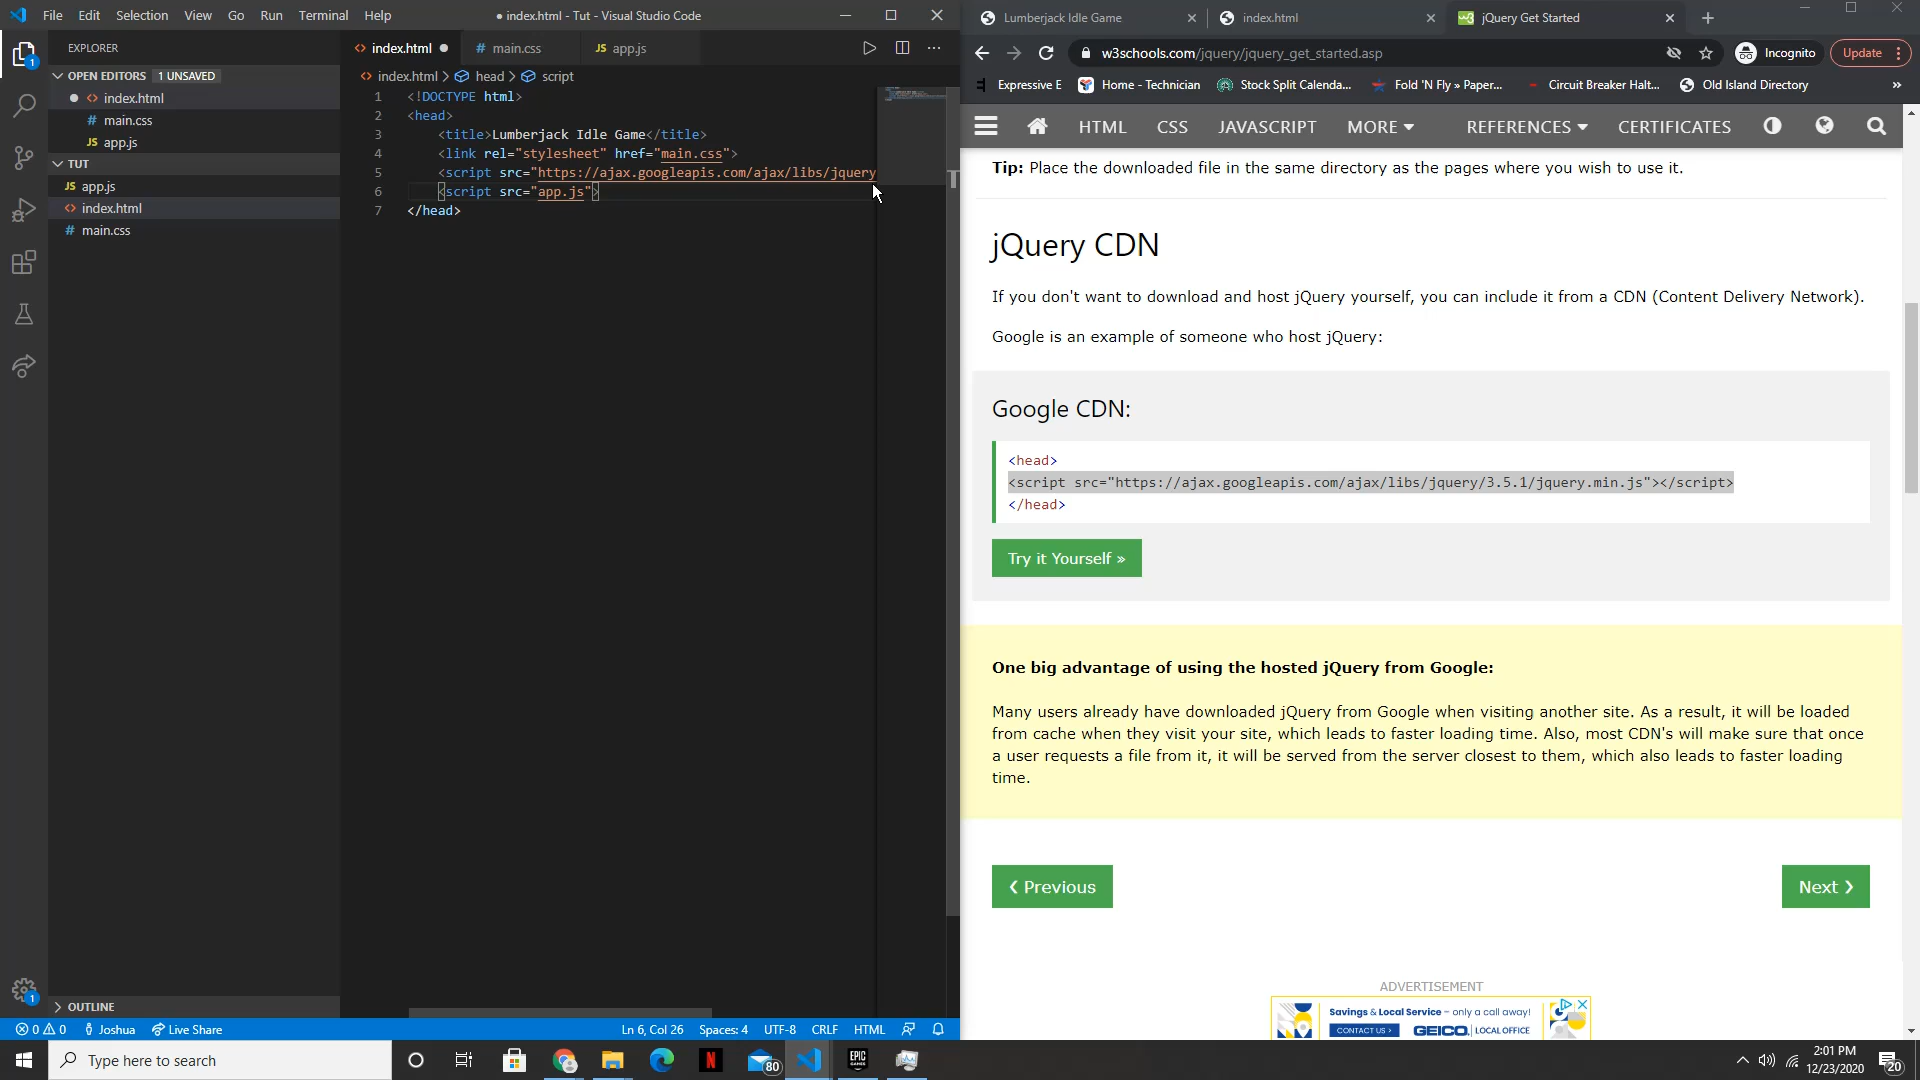 File Edit Selection View Go Run Terminal Help
● index.html - Tut - Visual Studio Code
EXPLORER
OPEN EDITORS 1 UNSAVED
index.html
main.css
app.js
TUT
app.js
index.html
main.css
OUTLINE
index.html
main.css
app.js
index.html > head > script
1 <!DOCTYPE html>
2 <head>
3 <title>Lumberjack Idle Game</title>
4 <link rel="stylesheet" href="main.css">
5 <script src="https://ajax.googleapis.com/ajax/libs/jquery
6 <script src="app.js">
7 </head>
0 0 Joshua Live Share
Ln 6, Col 26 Spaces: 4 UTF-8 CRLF HTML
Lumberjack Idle Game
index.html
jQuery Get Started
w3schools.com/jquery/jquery_get_started.asp
Incognito
Update
Expressive E Home - Technician Stock Split Calenda... Fold 'N Fly » Paper... Circuit Breaker Halt... Old Island Directory »
HTML CSS JAVASCRIPT MORE REFERENCES CERTIFICATES
Tip: Place the downloaded file in the same directory as the pages where you wish to use it.
jQuery CDN
If you don't want to download and host jQuery yourself, you can include it from a CDN (Content Delivery Network).
Google is an example of someone who host jQuery:
Google CDN:
<head>
<script src="https://ajax.googleapis.com/ajax/libs/jquery/3.5.1/jquery.min.js"></script>
</head>
Try it Yourself »
One big advantage of using the hosted jQuery from Google:
Many users already have downloaded jQuery from Google when visiting another site. As a result, it will be loaded
from cache when they visit your site, which leads to faster loading time. Also, most CDN's will make sure that once
a user requests a file from it, it will be served from the server closest to them, which also leads to faster loading
time.
❮ Previous
Next ❯
ADVERTISEMENT
Savings & Local Service – only a call away!
CONTACT US > GEICO LOCAL OFFICE
Type here to search
80
EPIC GAMES
2:01 PM
12/23/2020
20